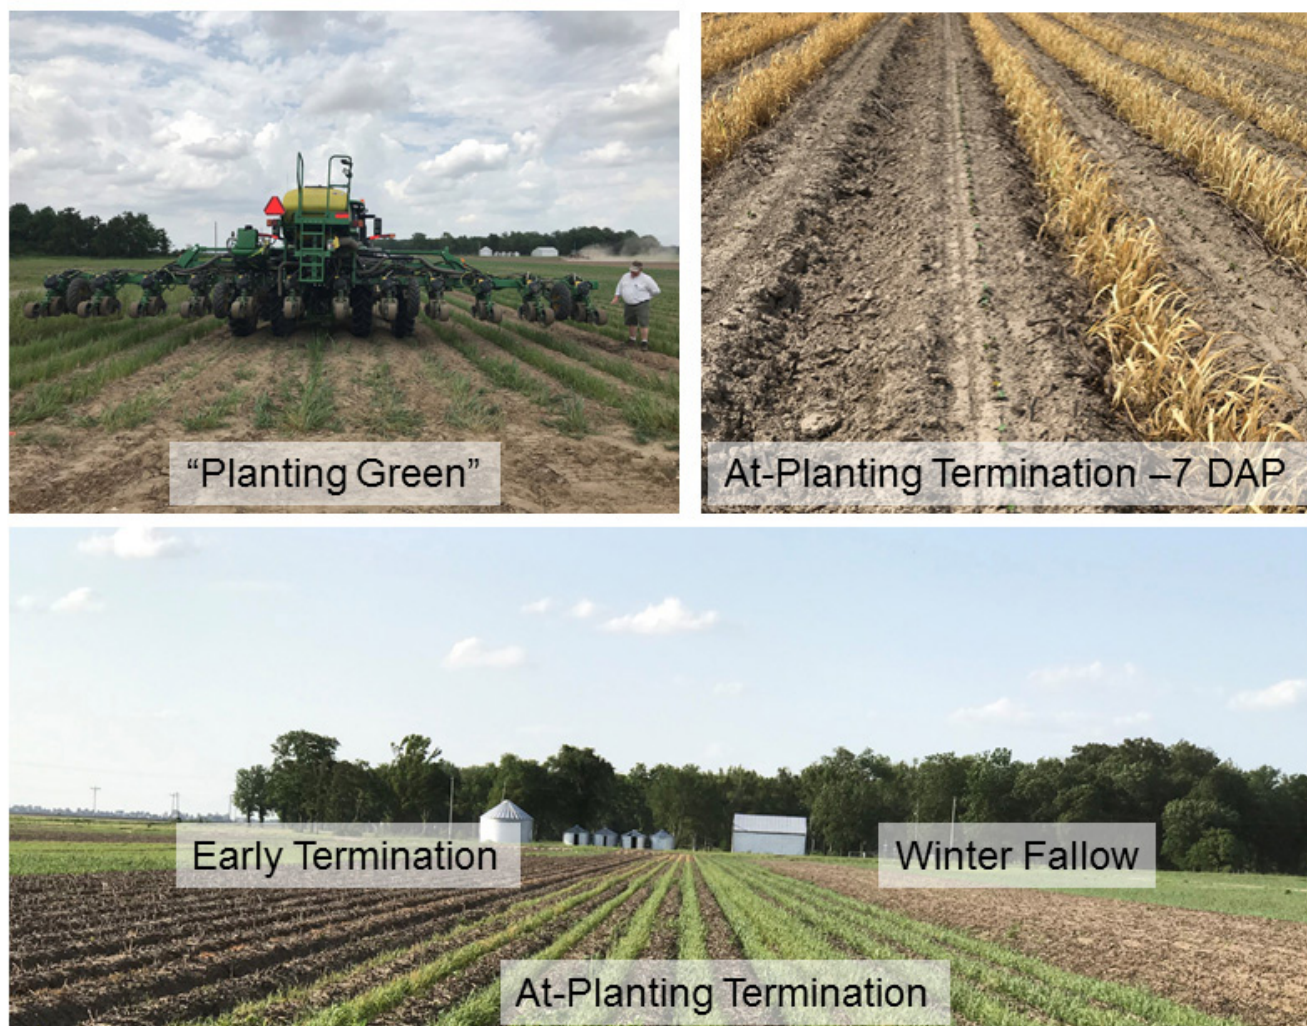 “Planting Green”
At-Planting Termination –7 DAP
Early Termination
Winter Fallow
At-Planting Termination